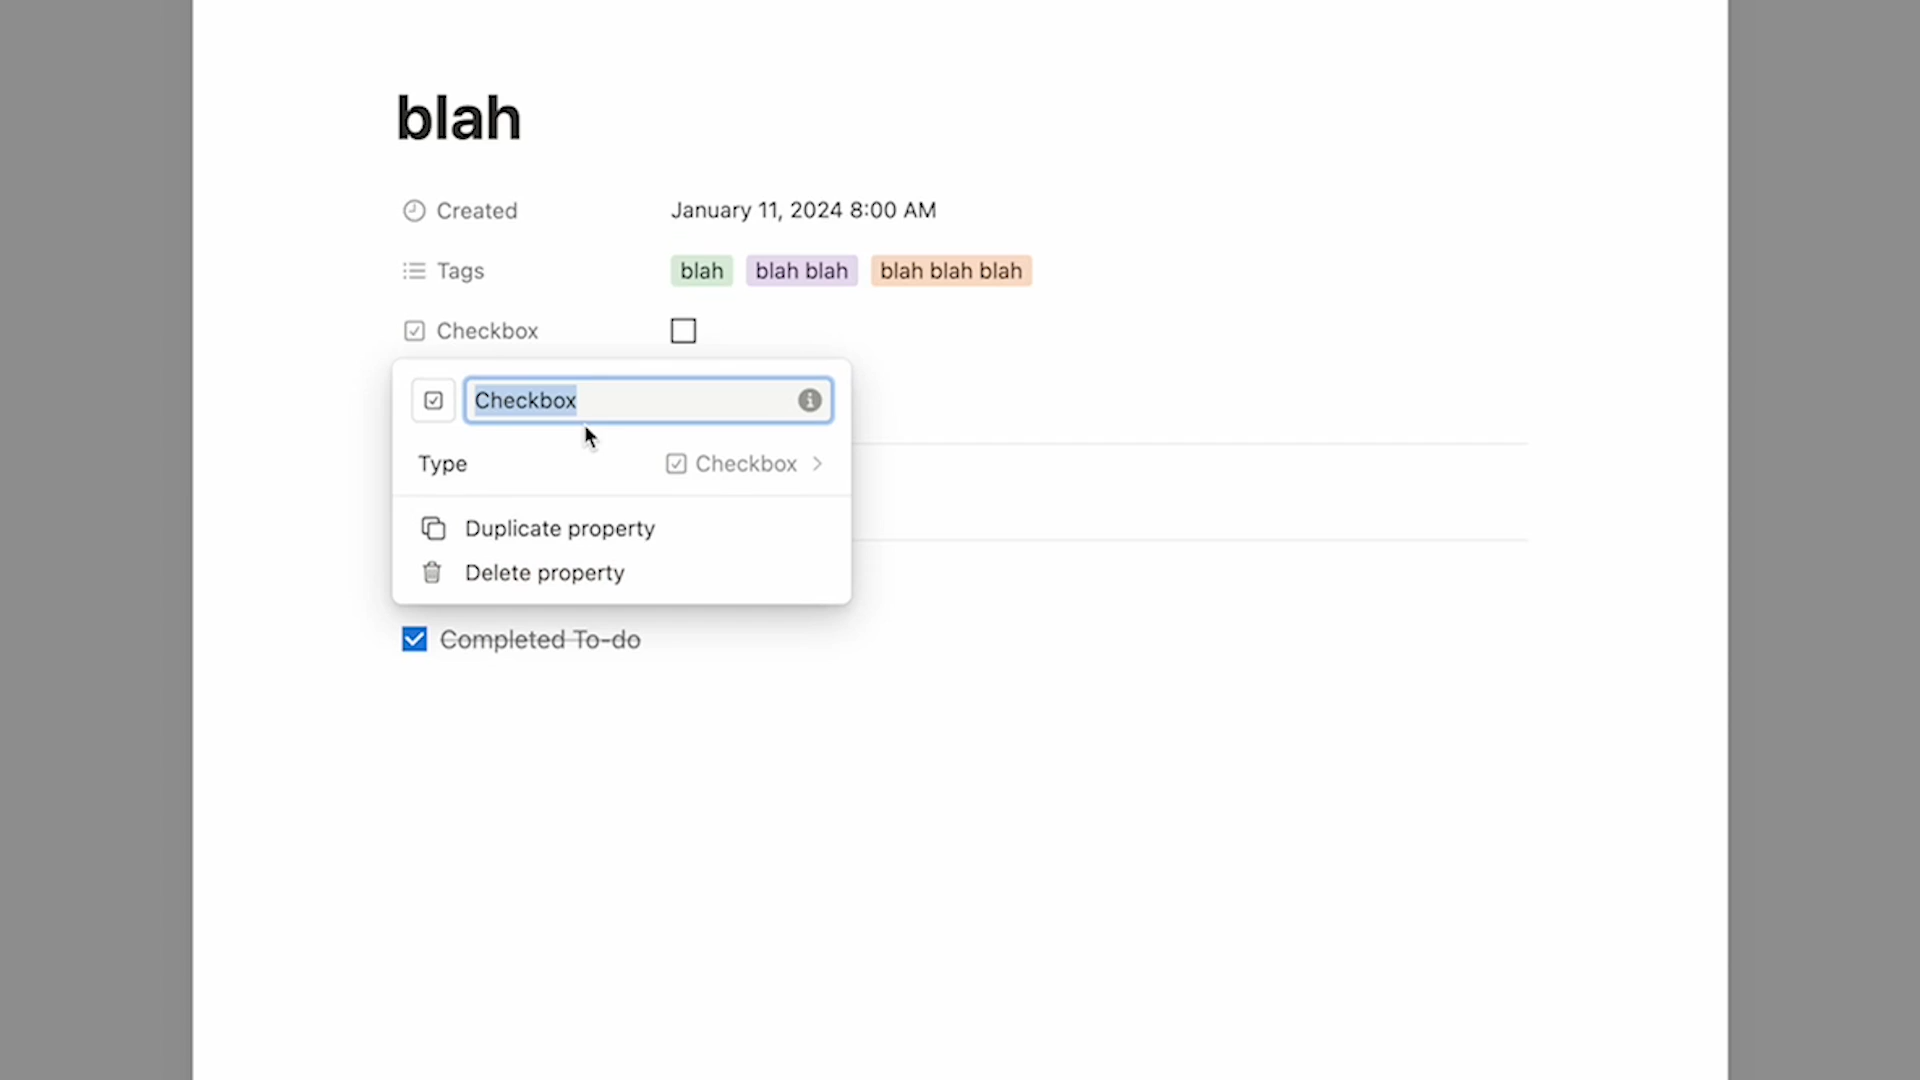 blah
Created January 11, 2024 8:00 AM
Tags blah blah blah blah blah blah
Checkbox
Checkbox
Type Checkbox
Duplicate property
Delete property
Completed To-do